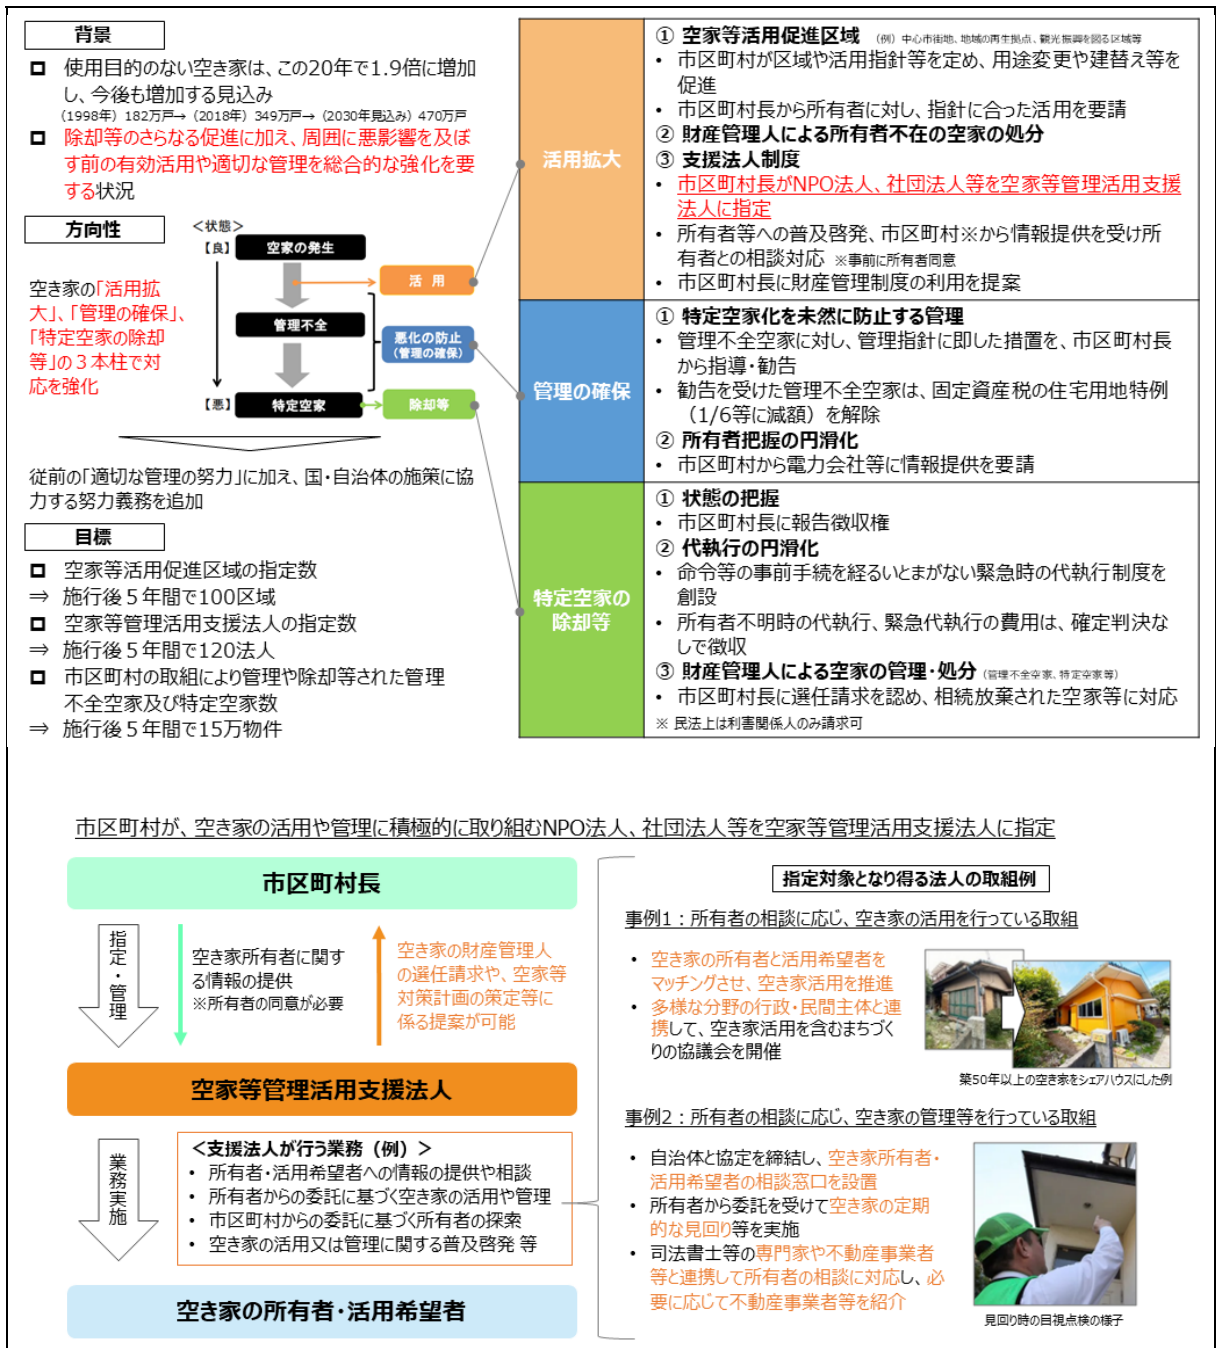 背景
使用目的のない空き家は、この20年で1.9倍に増加
し、今後も増加する見込み
（1998年）182万戸→（2018年）349万戸→（2030年見込み）470万戸
除却等のさらなる促進に加え、周囲に悪影響を及ぼ
す前の有効活用や適切な管理を総合的な強化を要
する状況
方向性
空き家の「活用拡
大」、「管理の確保」、
「特定空家の除却
等」の３本柱で対
応を強化
＜状態＞
【良】
空家の発生
活 用
管理不全
悪化の防止
（管理の確保）
【悪】
特定空家
除却等
従前の「適切な管理の努力」に加え、国・自治体の施策に協
力する努力義務を追加
目標
空家等活用促進区域の指定数
⇒ 施行後５年間で100区域
空家等管理活用支援法人の指定数
⇒ 施行後５年間で120法人
市区町村の取組により管理や除却等された管理
不全空家及び特定空家数
⇒ 施行後５年間で15万物件
活用拡大
① 空家等活用促進区域 （例）中心市街地、地域の再生拠点、観光振興を図る区域等
• 市区町村が区域や活用指針等を定め、用途変更や建替え等を
促進
• 市区町村長から所有者に対し、指針に合った活用を要請
② 財産管理人による所有者不在の空家の処分
③ 支援法人制度
• 市区町村長がNPO法人、社団法人等を空家等管理活用支援
法人に指定
• 所有者等への普及啓発、市区町村※から情報提供を受け所
有者との相談対応 ※事前に所有者同意
• 市区町村長に財産管理制度の利用を提案
管理の確保
① 特定空家化を未然に防止する管理
• 管理不全空家に対し、管理指針に即した措置を、市区町村長
から指導・勧告
• 勧告を受けた管理不全空家は、固定資産税の住宅用地特例
（1/6等に減額）を解除
② 所有者把握の円滑化
• 市区町村から電力会社等に情報提供を要請
特定空家の
除却等
① 状態の把握
• 市区町村長に報告徴収権
② 代執行の円滑化
• 命令等の事前手続を経るいとまがない緊急時の代執行制度を
創設
• 所有者不明時の代執行、緊急代執行の費用は、確定判決な
しで徴収
③ 財産管理人による空家の管理・処分（管理不全空家、特定空家等）
• 市区町村長に選任請求を認め、相続放棄された空家等に対応
※ 民法上は利害関係人のみ請求可
市区町村が、空き家の活用や管理に積極的に取り組むNPO法人、社団法人等を空家等管理活用支援法人に指定
市区町村長
指定・管理
空き家所有者に関す
る情報の提供
※所有者の同意が必要
空き家の財産管理人
の選任請求や、空家等
対策計画の策定等に
係る提案が可能
空家等管理活用支援法人
業務実施
＜支援法人が行う業務（例）＞
• 所有者・活用希望者への情報の提供や相談
• 所有者からの委託に基づく空き家の活用や管理
• 市区町村からの委託に基づく所有者の探索
• 空き家の活用又は管理に関する普及啓発 等
空き家の所有者・活用希望者
指定対象となり得る法人の取組例
事例1：所有者の相談に応じ、空き家の活用を行っている取組
• 空き家の所有者と活用希望者を
マッチングさせ、空き家活用を推進
• 多様な分野の行政・民間主体と連
携して、空き家活用を含むまちづく
りの協議会を開催
築50年以上の空き家をシェアハウスにした例
事例2：所有者の相談に応じ、空き家の管理等を行っている取組
• 自治体と協定を締結し、空き家所有者・
活用希望者の相談窓口を設置
• 所有者から委託を受けて空き家の定期
的な見回り等を実施
• 司法書士等の専門家や不動産事業者
等と連携して所有者の相談に対応し、必
要に応じて不動産事業者等を紹介
見回り時の目視点検の様子